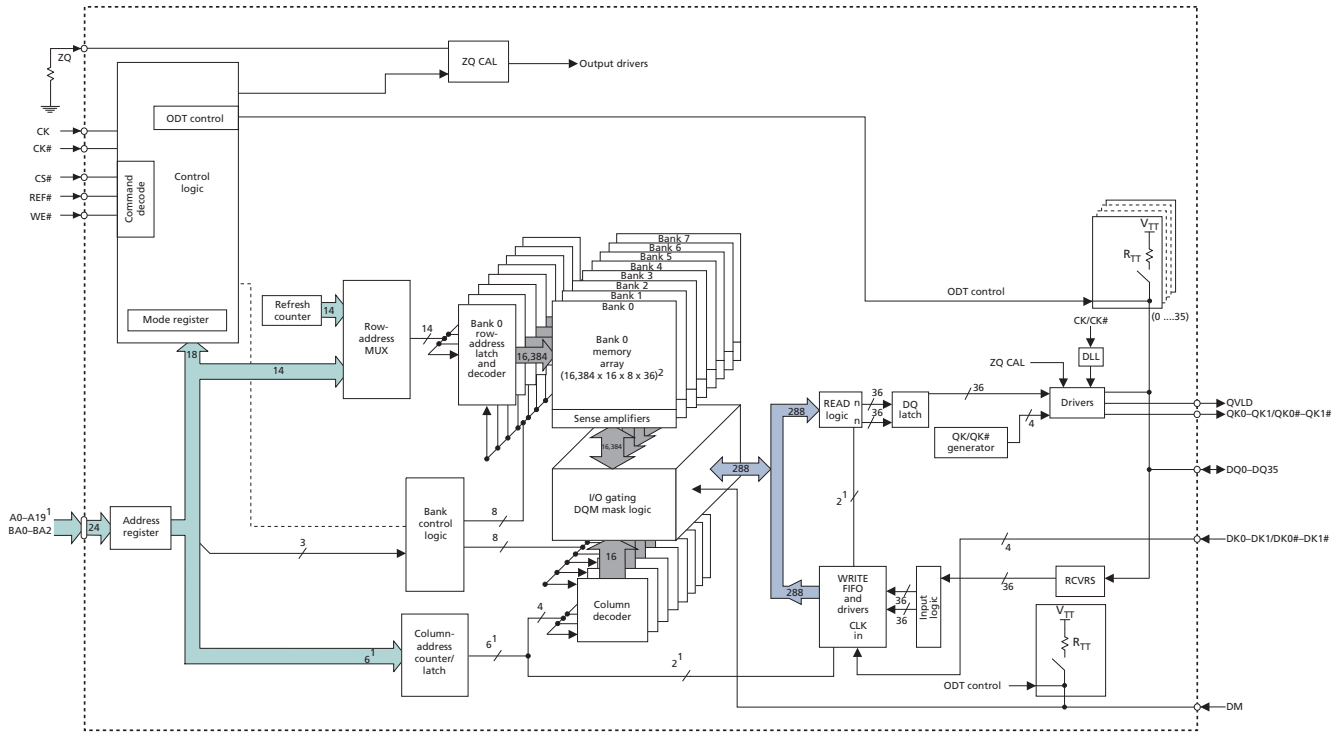 ZQ
ZQ CAL
Output drivers
ODT control
CK
CK#
Control
logic
CS#
REF#
WE#
Command
decode
Mode register
Refresh
counter
14
Row-
address
MUX
14
Bank 0
row-
address
latch
and
decoder
16,384
Bank 7
Bank 6
Bank 5
Bank 4
Bank 3
Bank 2
Bank 1
Bank 0
Bank 0
memory
array
(16,384 x 16 x 8 x 36)2
Sense amplifiers
16,384
18
14
I/O gating
DQM mask logic
288
288
READ n
logic n
36
36
DQ
latch
36
ODT control
VTT
RTT
(0 ....35)
CK/CK#
DLL
ZQ CAL
Drivers
QK/QK#
generator
4
QVLD
QK0–QK1/QK0#–QK1#
DQ0–DQ35
A0–A191
BA0–BA2
24
Address
register
3
Bank
control
logic
8
8
16
Column
decoder
4
61
Column-
address
counter/
latch
61
21
21
288
WRITE
FIFO
and
drivers
CLK
in
36
36
Input
logic
36
RCVRS
4
DK0–DK1/DK0#–DK1#
VTT
RTT
ODT control
DM